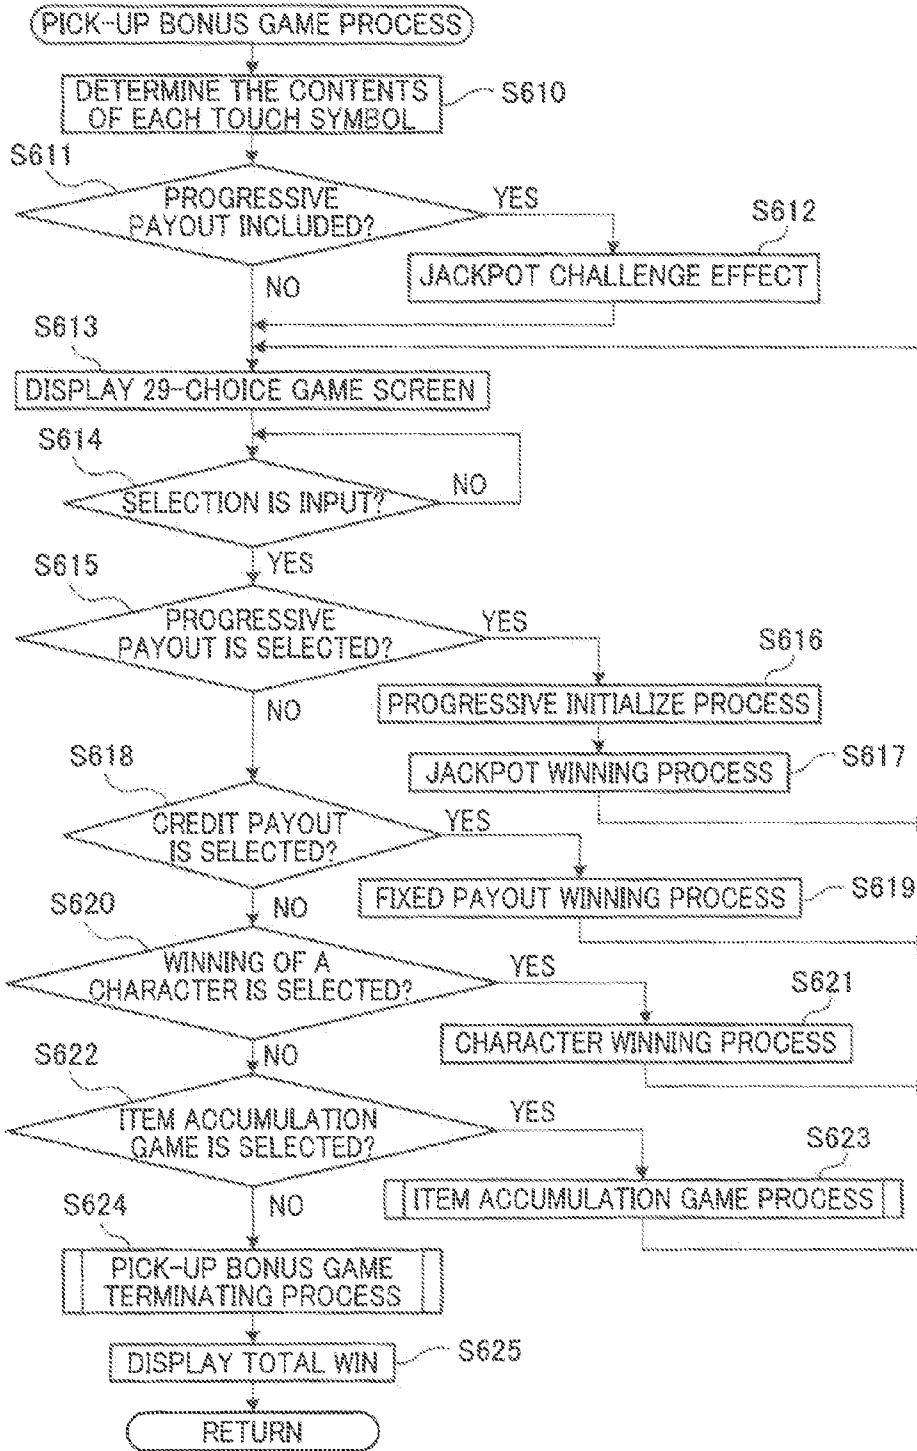 PICK-UP BONUS GAME PROCESS
DETERMINE THE CONTENTS
OF EACH TOUCH SYMBOL
S610
S611
PROGRESSIVE
PAYOUT INCLUDED?
YES
S612
JACKPOT CHALLENGE EFFECT
NO
S613
DISPLAY 29-CHOICE GAME SCREEN
S614
SELECTION IS INPUT?
NO
YES
S615
PROGRESSIVE
PAYOUT IS SELECTED?
YES
S616
PROGRESSIVE INITIALIZE PROCESS
NO
JACKPOT WINNING PROCESS
S617
S618
CREDIT PAYOUT
IS SELECTED?
YES
FIXED PAYOUT WINNING PROCESS
S619
NO
S620
WINNING OF A
CHARACTER IS SELECTED?
YES
S621
CHARACTER WINNING PROCESS
NO
S622
ITEM ACCUMULATION
GAME IS SELECTED?
YES
S623
ITEM ACCUMULATION GAME PROCESS
NO
S624
PICK-UP BONUS GAME
TERMINATING PROCESS
DISPLAY TOTAL WIN
S625
RETURN